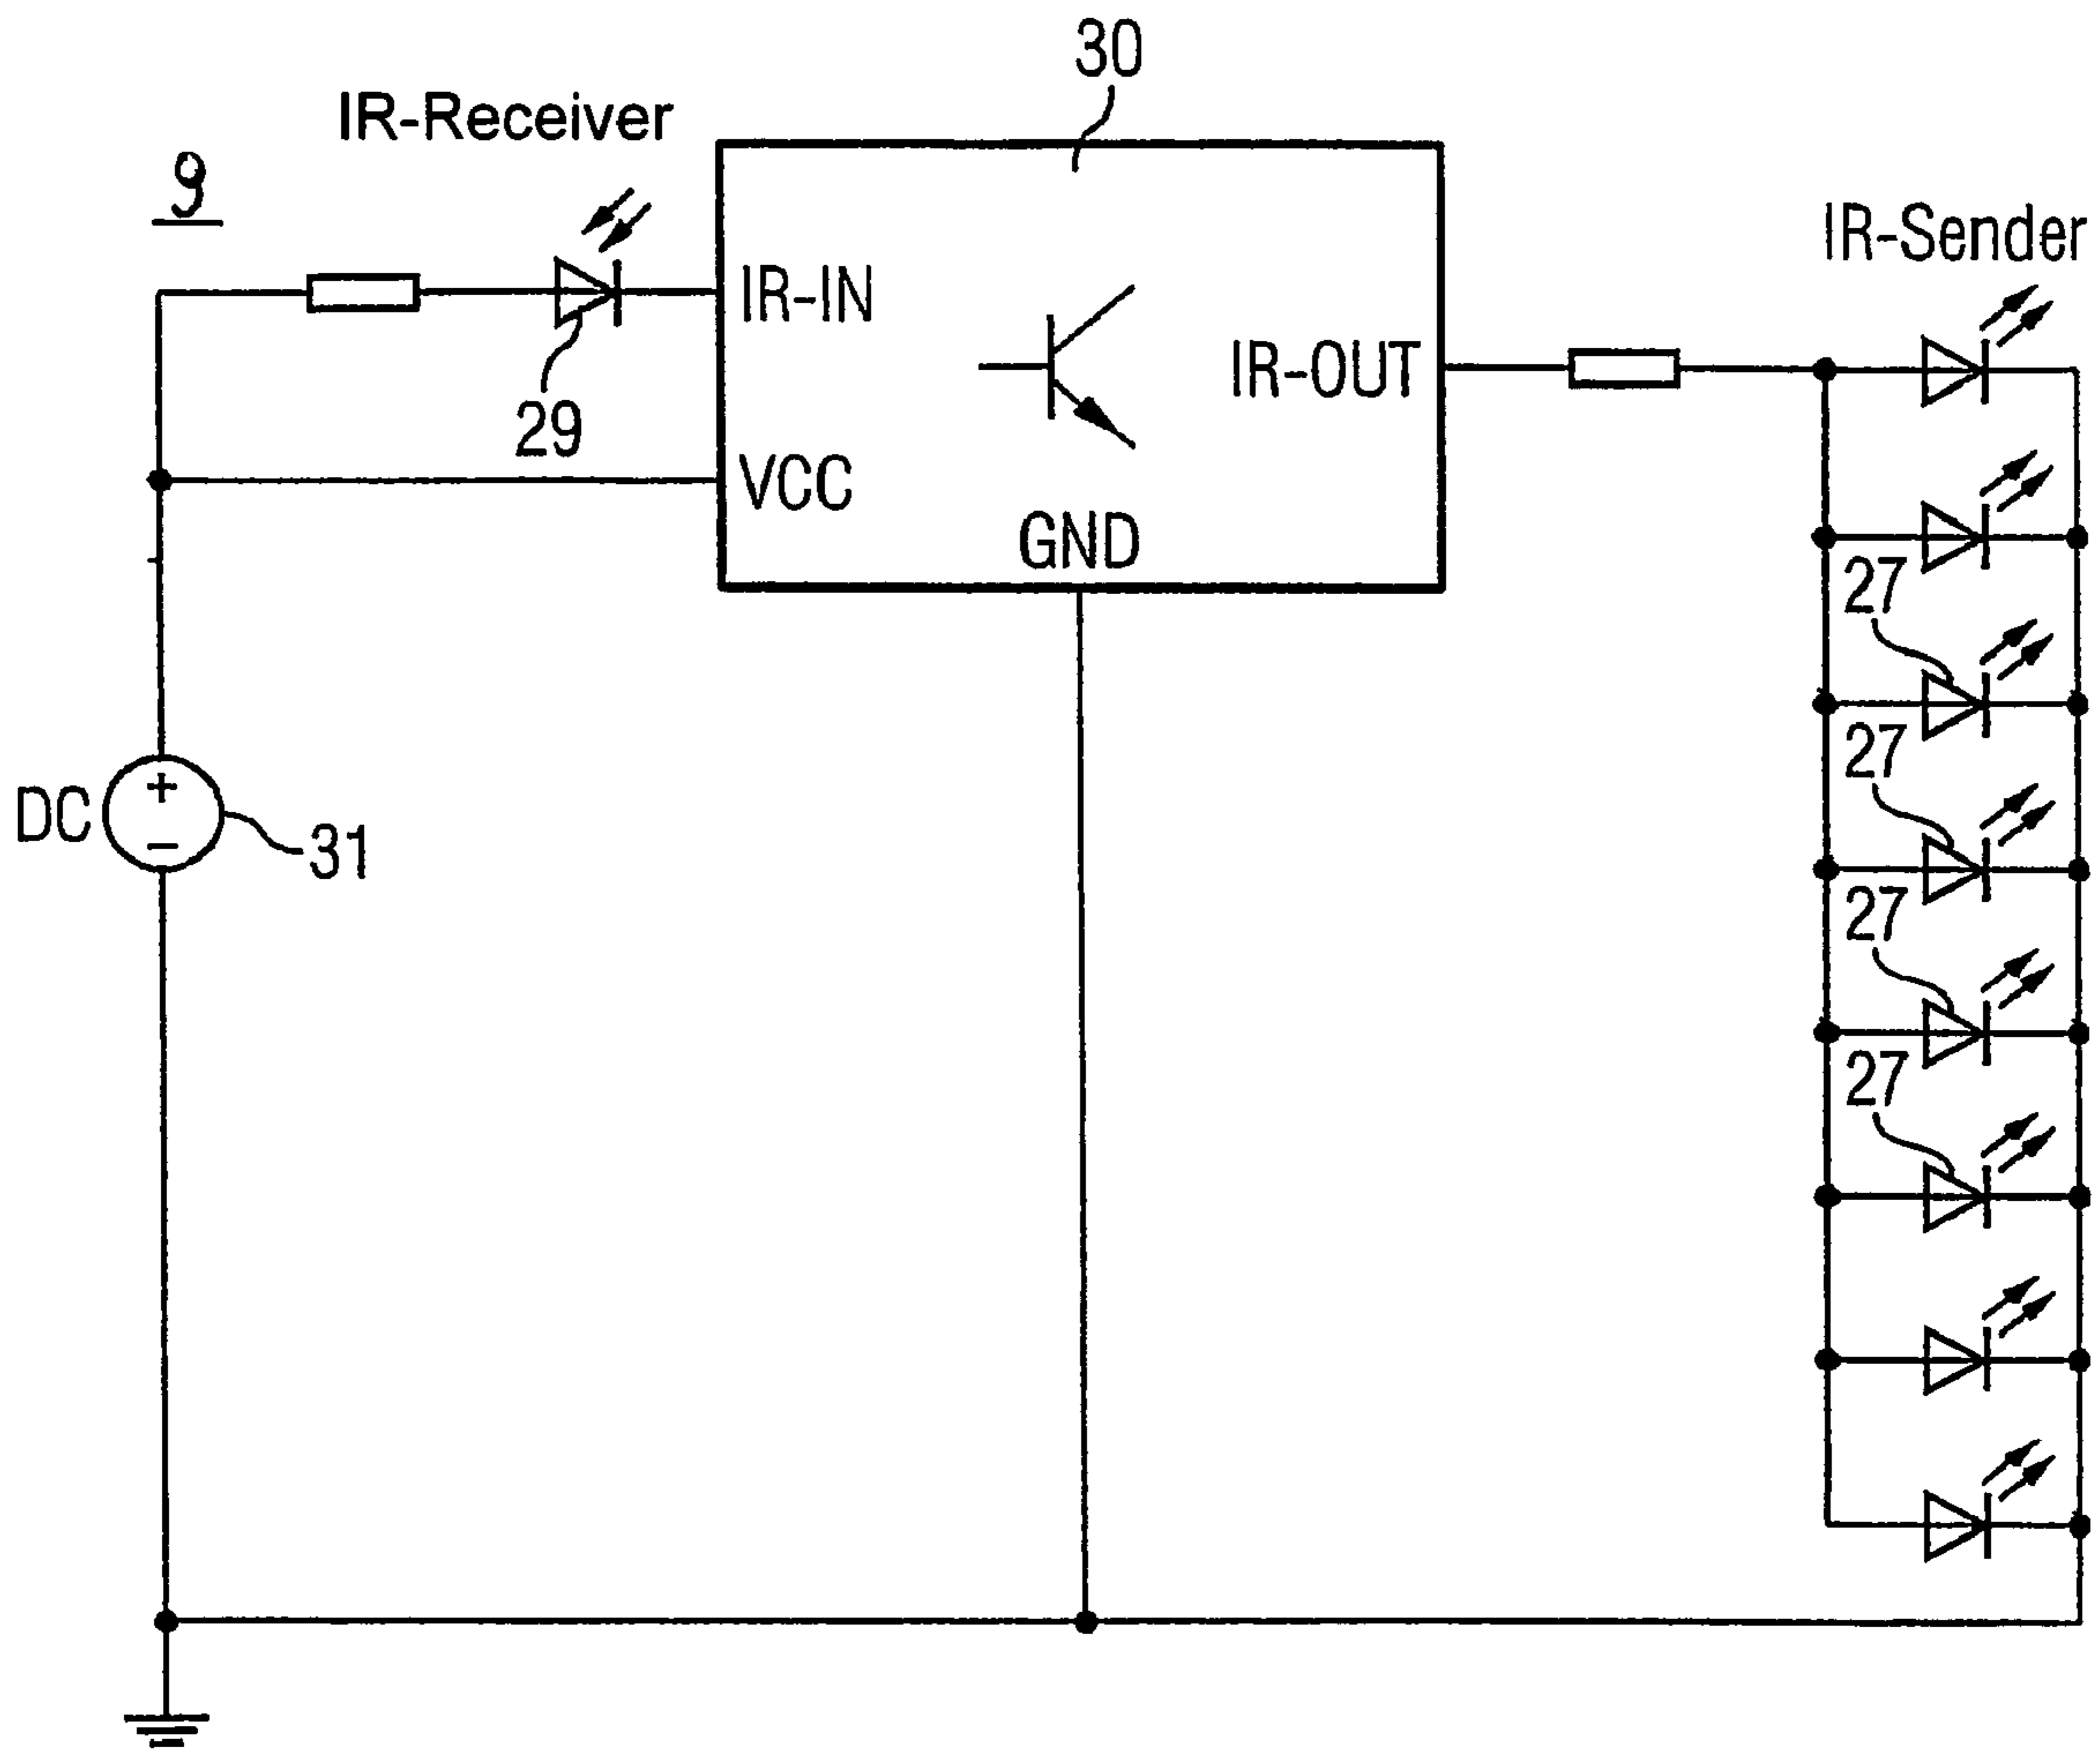 30
IR-Receiver
9
IR-Sender
IR-IN
IR-OUT
29
VCC
GND
27
27
DC
+
−
31
27
27